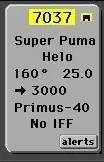 7037
Super Puma
Helo
160° 25.0
→ 3000
Primus-40
No IFF
alerts